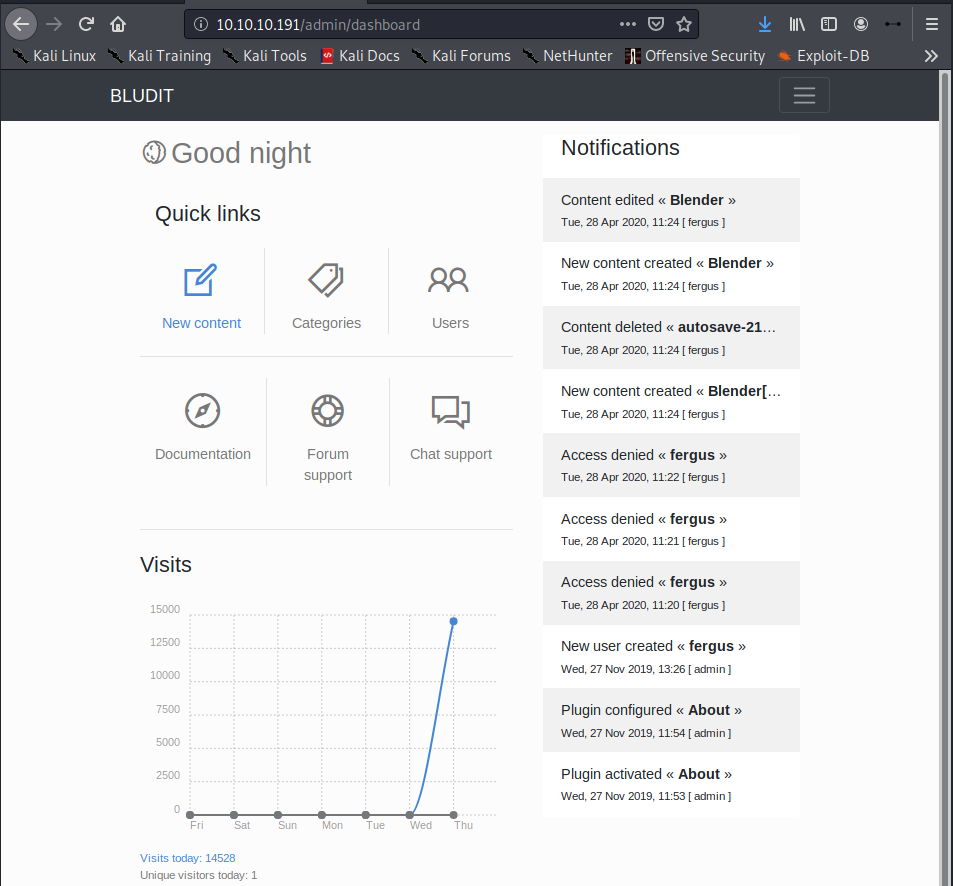 10.10.10.191/admin/dashboard
Kali Linux Kali Training Kali Tools Kali Docs Kali Forums NetHunter Offensive Security Exploit-DB
BLUDIT
Good night
Quick links
New content Categories Users
Documentation Forum support Chat support
Visits
15000
12500
10000
7500
5000
2500
0
Fri Sat Sun Mon Tue Wed Thu
Visits today: 14528
Unique visitors today: 1
Notifications
Content edited « Blender »
Tue, 28 Apr 2020, 11:24 [ fergus ]
New content created « Blender »
Tue, 28 Apr 2020, 11:24 [ fergus ]
Content deleted « autosave-21…
Tue, 28 Apr 2020, 11:24 [ fergus ]
New content created « Blender[…
Tue, 28 Apr 2020, 11:24 [ fergus ]
Access denied « fergus »
Tue, 28 Apr 2020, 11:22 [ fergus ]
Access denied « fergus »
Tue, 28 Apr 2020, 11:21 [ fergus ]
Access denied « fergus »
Tue, 28 Apr 2020, 11:20 [ fergus ]
New user created « fergus »
Wed, 27 Nov 2019, 13:26 [ admin ]
Plugin configured « About »
Wed, 27 Nov 2019, 11:54 [ admin ]
Plugin activated « About »
Wed, 27 Nov 2019, 11:53 [ admin ]